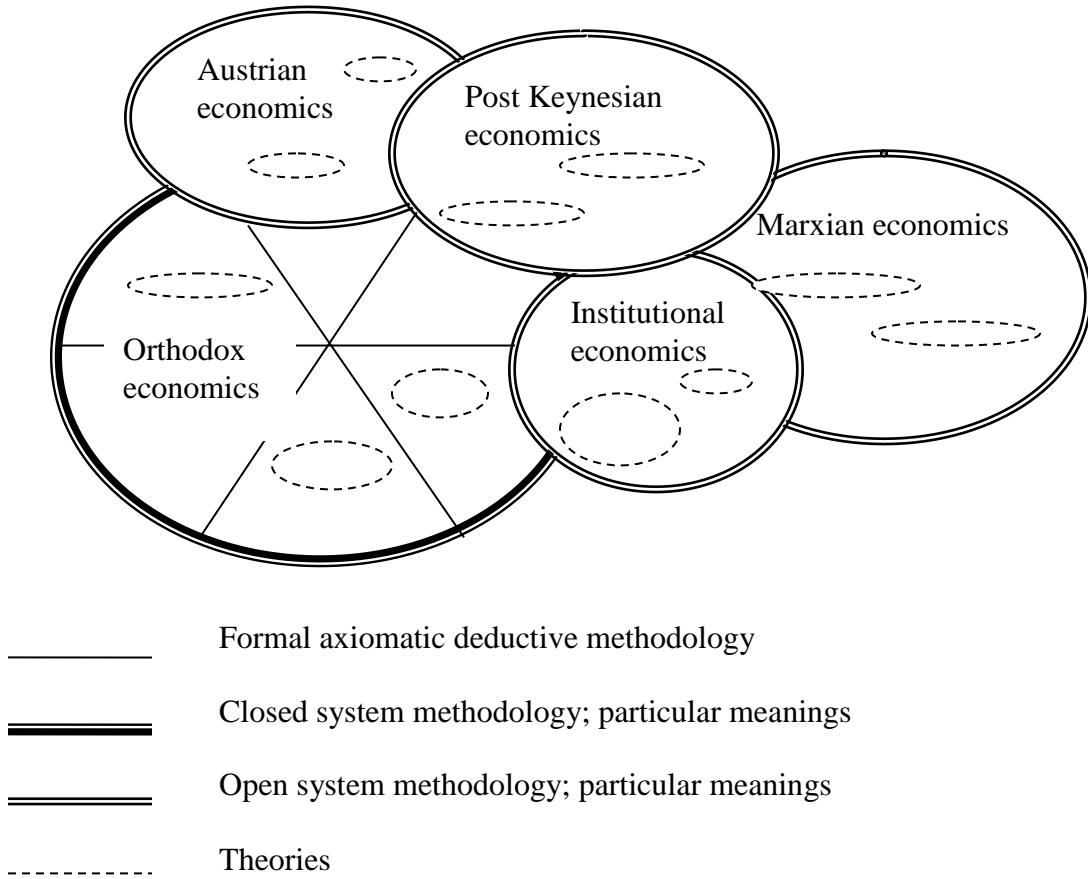 Austrian
economics
Post Keynesian
economics
Marxian economics
Institutional
economics
Orthodox
economics
Formal axiomatic deductive methodology
Closed system methodology; particular meanings
Open system methodology; particular meanings
Theories